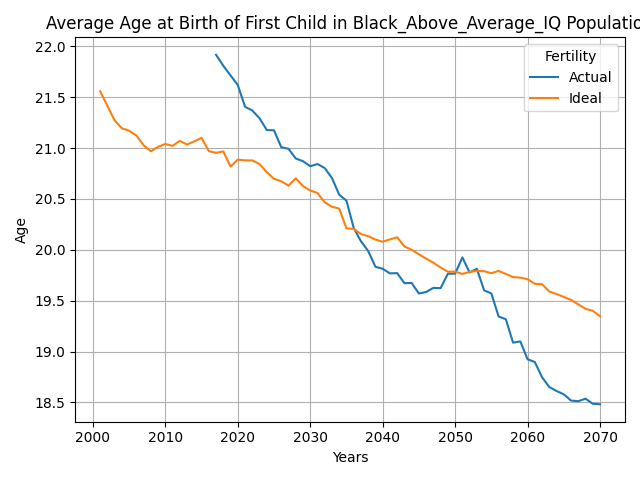 Average Age at Birth of First Child in Black_Above_Average_IQ Populatio
Fertility
Actual
Ideal
22.0
21.5
21.0
20.5
20.0
19.5
19.0
18.5
Age
2000 2010 2020 2030 2040 2050 2060 2070
Years